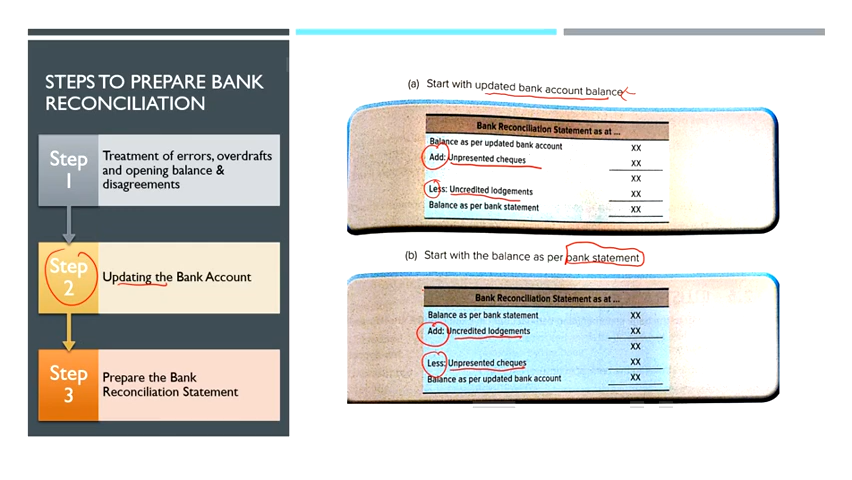 STEPS TO PREPARE BANK
RECONCILIATION
Step
1
Treatment of errors, overdrafts
and opening balance &
disagreements
Step
2
Updating the Bank Account
Step
3
Prepare the Bank
Reconciliation Statement
(a) Start with updated bank account balance
Bank Reconciliation Statement as at ...
Balance as per updated bank account XX
Add: Unpresented cheques XX
XX
Less: Uncredited lodgements XX
Balance as per bank statement XX
(b) Start with the balance as per bank statement
Bank Reconciliation Statement as at ...
Balance as per bank statement XX
Add: Uncredited lodgements XX
XX
Less: Unpresented cheques XX
Balance as per updated bank account XX